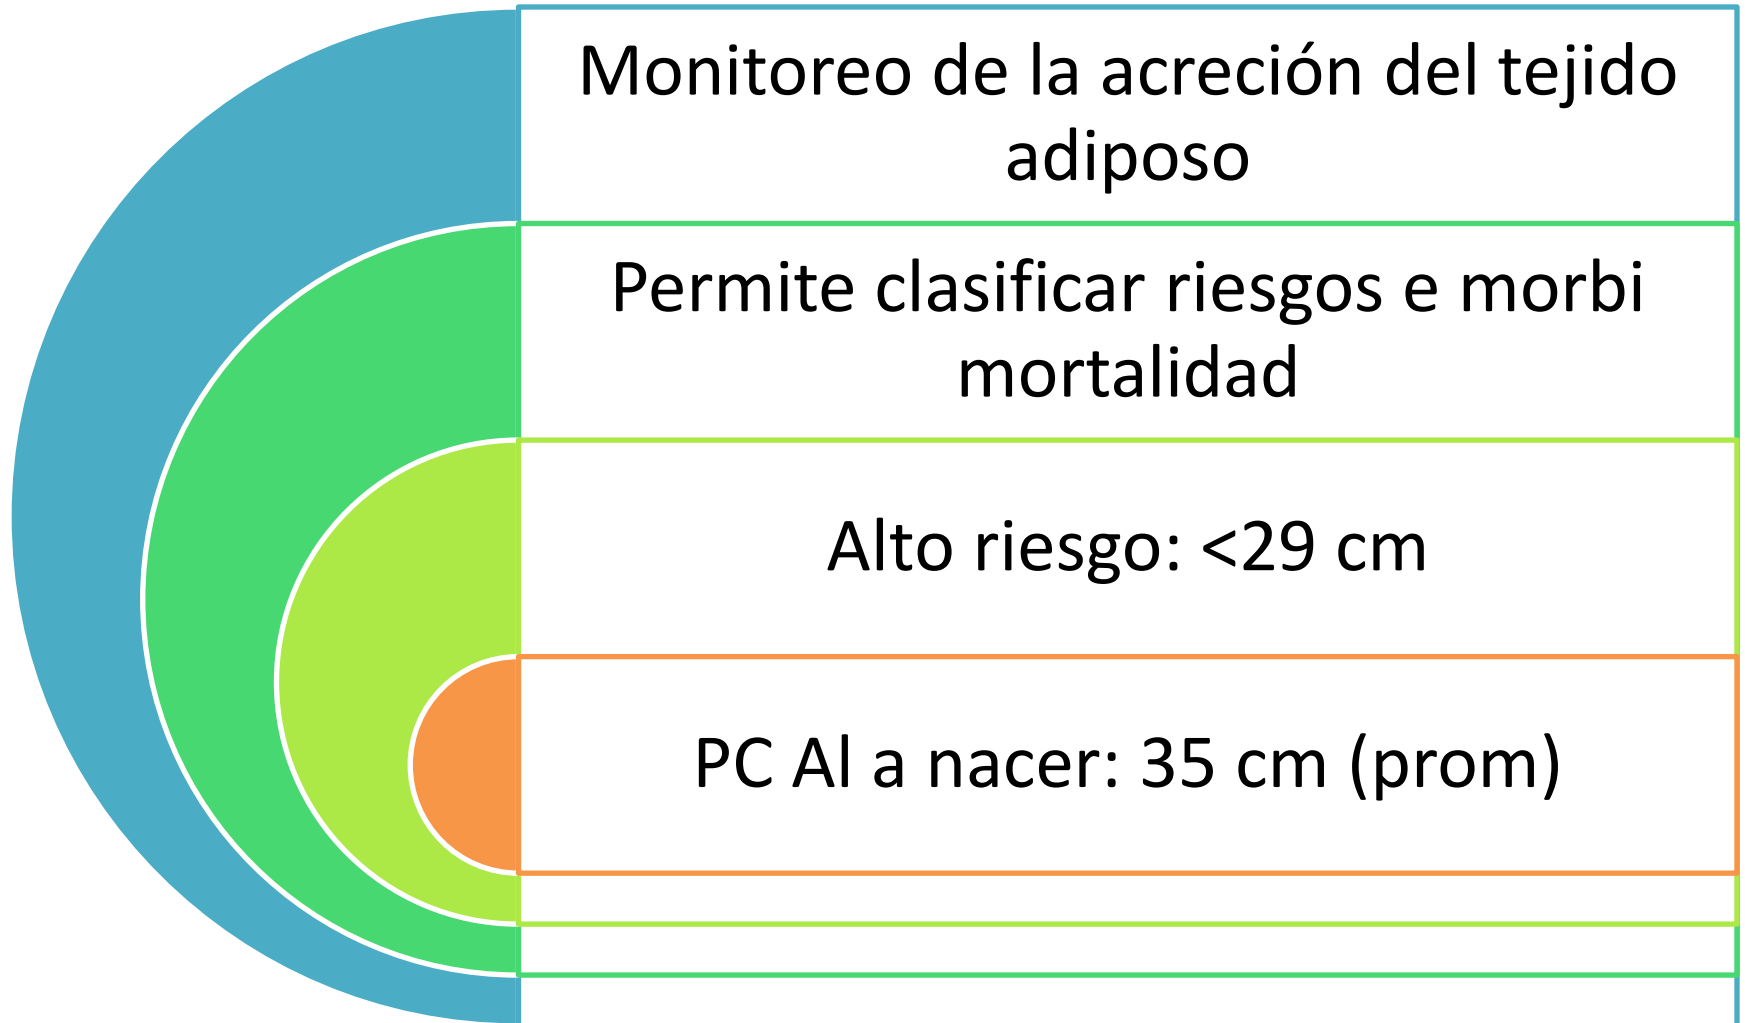 Monitoreo de la acreción del tejido
adiposo
Permite clasificar riesgos e morbi
mortalidad
Alto riesgo: <29 cm
PC Al a nacer: 35 cm (prom)